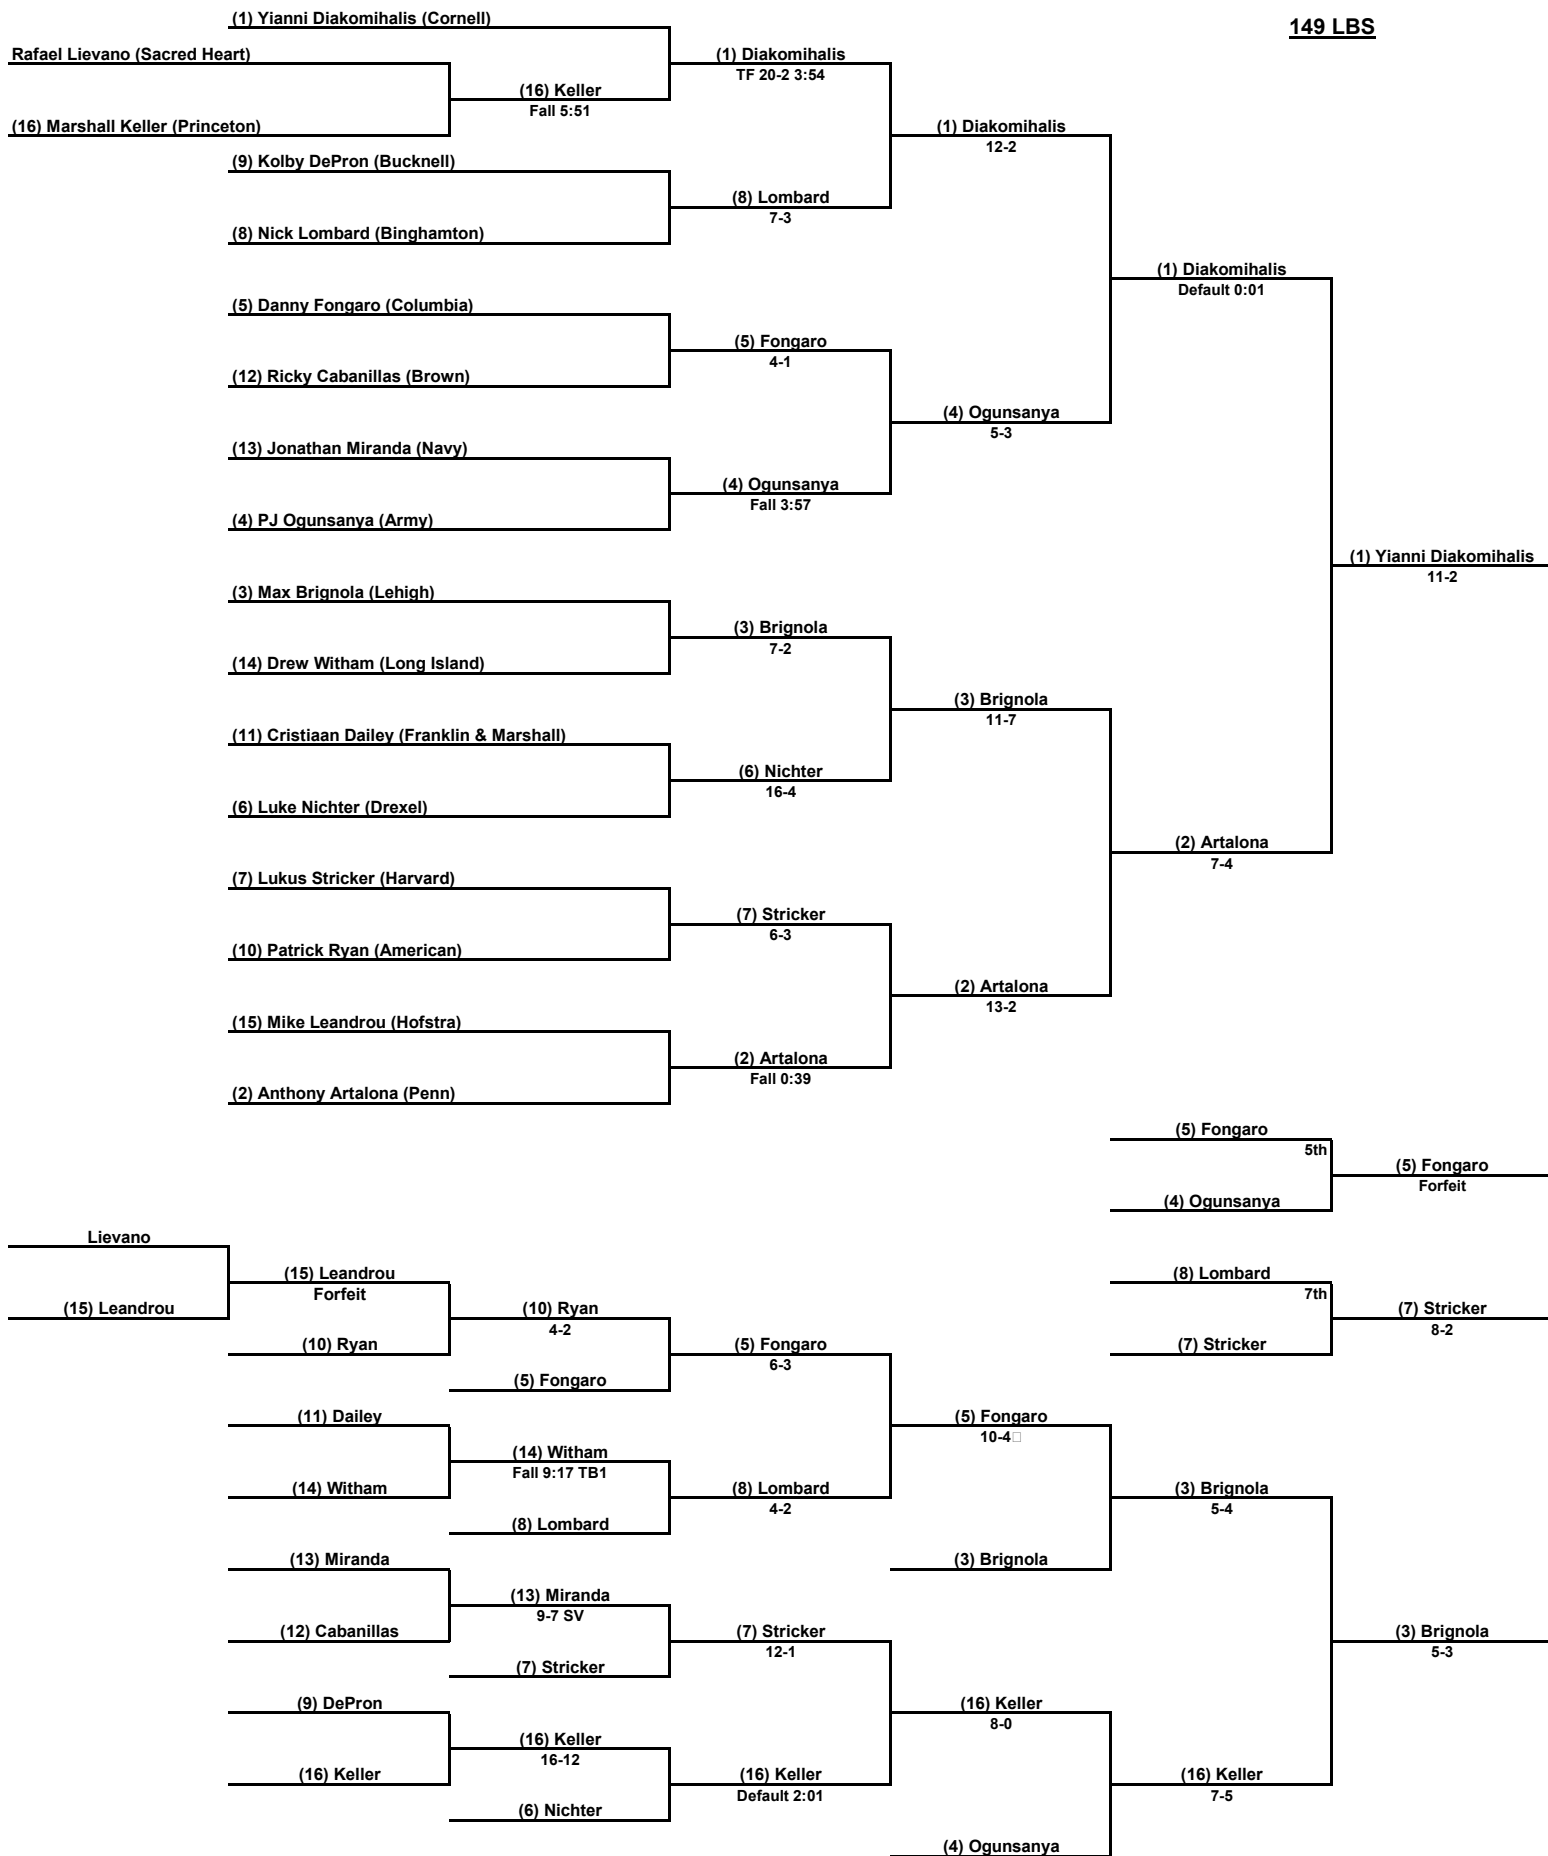 (1) Yianni Diakomihalis (Cornell)
149 LBS
Rafael Lievano (Sacred Heart)
(1) Diakomihalis
TF 20-2 3:54
(16) Keller
Fall 5:51
(16) Marshall Keller (Princeton)
(1) Diakomihalis
12-2
(9) Kolby DePron (Bucknell)
(8) Lombard
7-3
(8) Nick Lombard (Binghamton)
(1) Diakomihalis
Default 0:01
(5) Danny Fongaro (Columbia)
(5) Fongaro
4-1
(12) Ricky Cabanillas (Brown)
(4) Ogunsanya
5-3
(13) Jonathan Miranda (Navy)
(4) Ogunsanya
Fall 3:57
(4) PJ Ogunsanya (Army)
(1) Yianni Diakomihalis
11-2
(3) Max Brignola (Lehigh)
(3) Brignola
7-2
(14) Drew Witham (Long Island)
(3) Brignola
11-7
(11) Cristiaan Dailey (Franklin & Marshall)
(6) Nichter
16-4
(6) Luke Nichter (Drexel)
(2) Artalona
7-4
(7) Lukus Stricker (Harvard)
(7) Stricker
6-3
(10) Patrick Ryan (American)
(2) Artalona
13-2
(15) Mike Leandrou (Hofstra)
(2) Artalona
Fall 0:39
(2) Anthony Artalona (Penn)
(5) Fongaro
5th
(5) Fongaro
Forfeit
(4) Ogunsanya
Lievano
(15) Leandrou
Forfeit
(8) Lombard
7th
(15) Leandrou
(10) Ryan
4-2
(7) Stricker
8-2
(10) Ryan
(5) Fongaro
6-3
(7) Stricker
(5) Fongaro
(11) Dailey
(5) Fongaro
10-4
(14) Witham
Fall 9:17 TB1
(14) Witham
(8) Lombard
4-2
(3) Brignola
5-4
(8) Lombard
(13) Miranda
(3) Brignola
(13) Miranda
9-7 SV
(12) Cabanillas
(7) Stricker
12-1
(3) Brignola
5-3
(7) Stricker
(9) DePron
(16) Keller
8-0
(16) Keller
16-12
(16) Keller
(16) Keller
Default 2:01
(16) Keller
7-5
(6) Nichter
(4) Ogunsanya